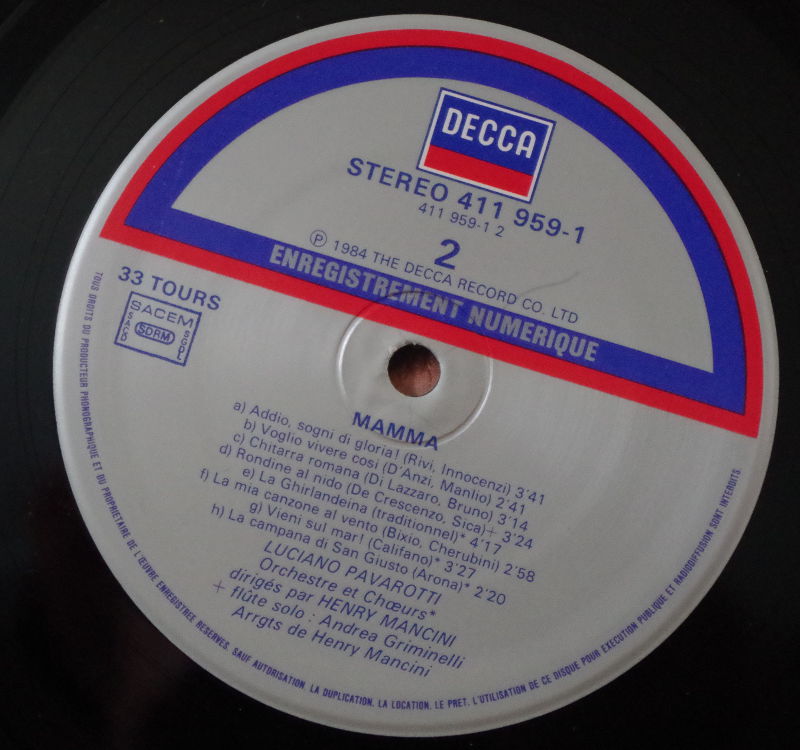 DECCA
STEREO 411 959-1
411 959-1 2
2
℗ 1984 THE DECCA RECORD CO. LTD
ENREGISTREMENT NUMERIQUE
33 TOURS
SACEM
SACD
SDRM
SGDL
MAMMA
a) Addio, sogni di gloria! (Rivi, Innocenzi) 3'41
b) Voglio vivere cosi (D'Anzi, Manlio) 2'41
c) Chitarra romana (Di Lazzaro, Bruno) 3'14
d) Rondine al nido (De Crescenzo, Sica)+ 3'24
e) La Ghirlandeina (traditionnel)* 4'17
f) La mia canzone al vento (Bixio, Cherubini) 2'58
g) Vieni sul mar! (Califano)* 3'27
h) La campana di San Giusto (Arona)* 2'20
LUCIANO PAVAROTTI
Orchestre et Chœurs*
dirigés par HENRY MANCINI
+ flûte solo : Andrea Griminelli
Arrgts de Henry Mancini
TOUS DROITS DU PRODUCTEUR PHONOGRAPHIQUE ET DU PROPRIETAIRE DE L'ŒUVRE ENREGISTREE RESERVES. SAUF AUTORISATION, LA DUPLICATION, LA LOCATION, LE PRET, L'UTILISATION DE CE DISQUE POUR EXECUTION PUBLIQUE ET RADIODIFFUSION SONT INTERDITS